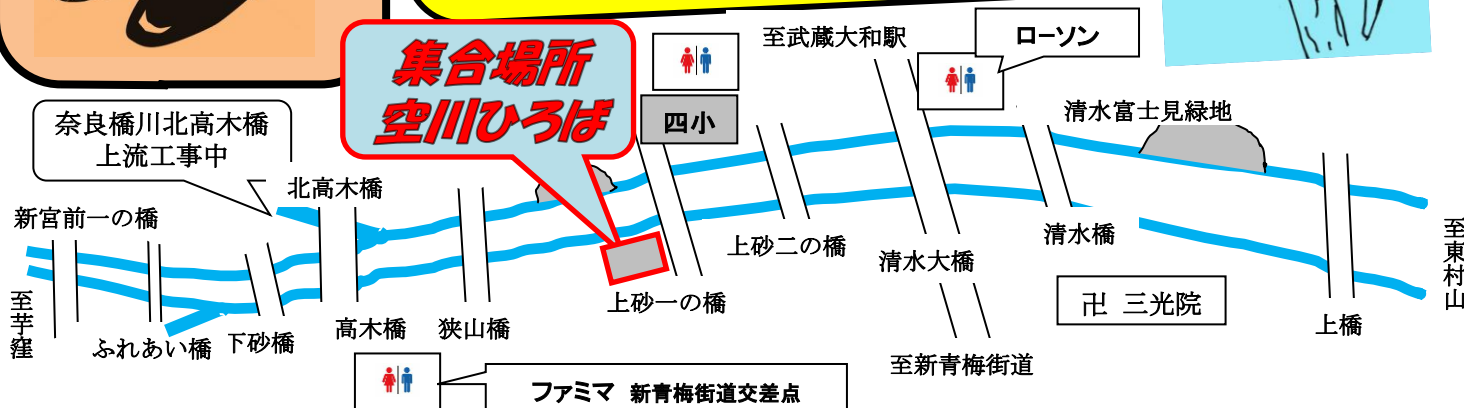 至武蔵大和駅
ローソン
集合場所
空川ひろば
四小
清水富士見緑地
奈良橋川北高木橋
上流工事中
北高木橋
新宮前一の橋
至東村山
上砂二の橋
清水橋
清水大橋
至芋窪
上砂一の橋
卍 三光院
ふれあい橋
下砂橋
高木橋
狭山橋
上橋
至新青梅街道
ファミマ 新青梅街道交差点